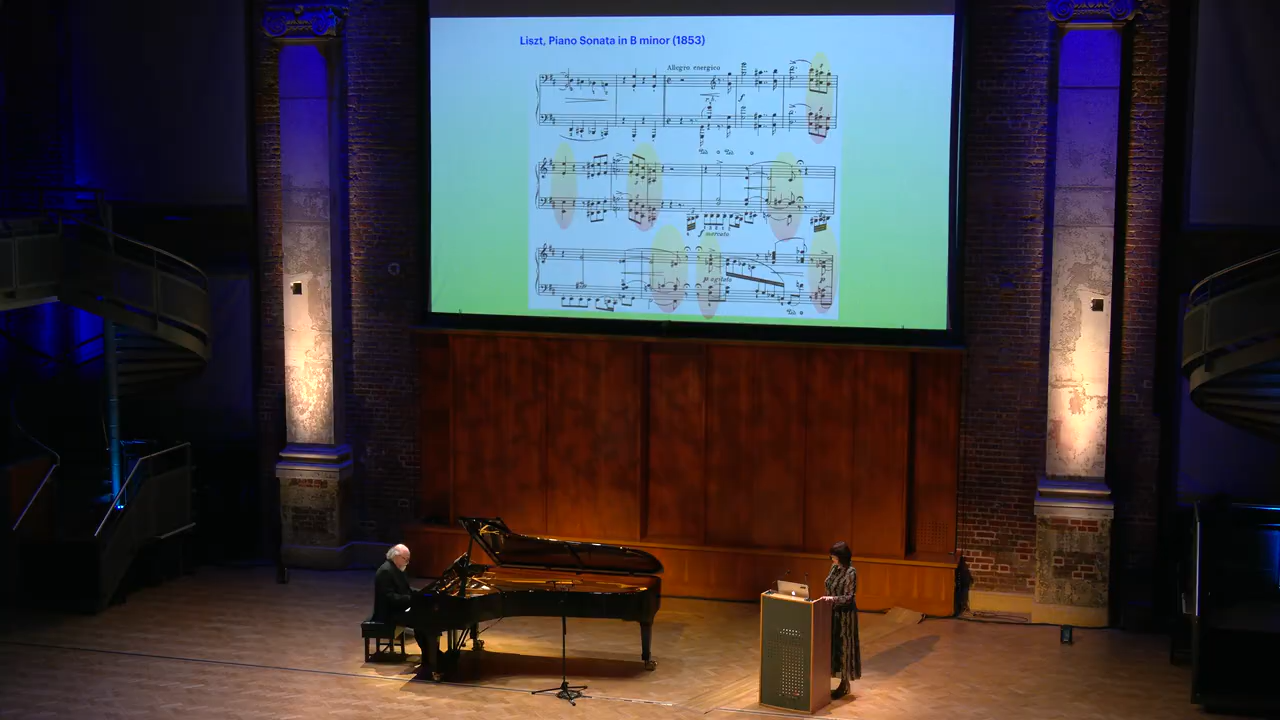 Liszt, Piano Sonata in B minor (1853)
Allegro energico
f
f marcato
p agitato
p